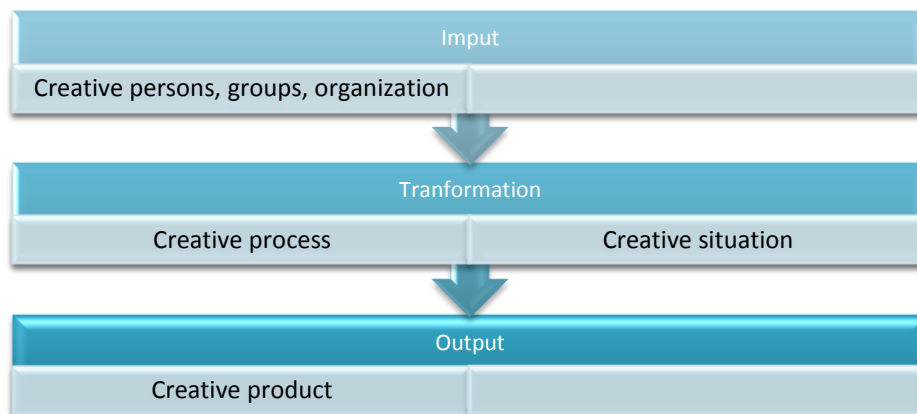 Imput
Creative persons, groups, organization
Tranformation
Creative process
Creative situation
Output
Creative product